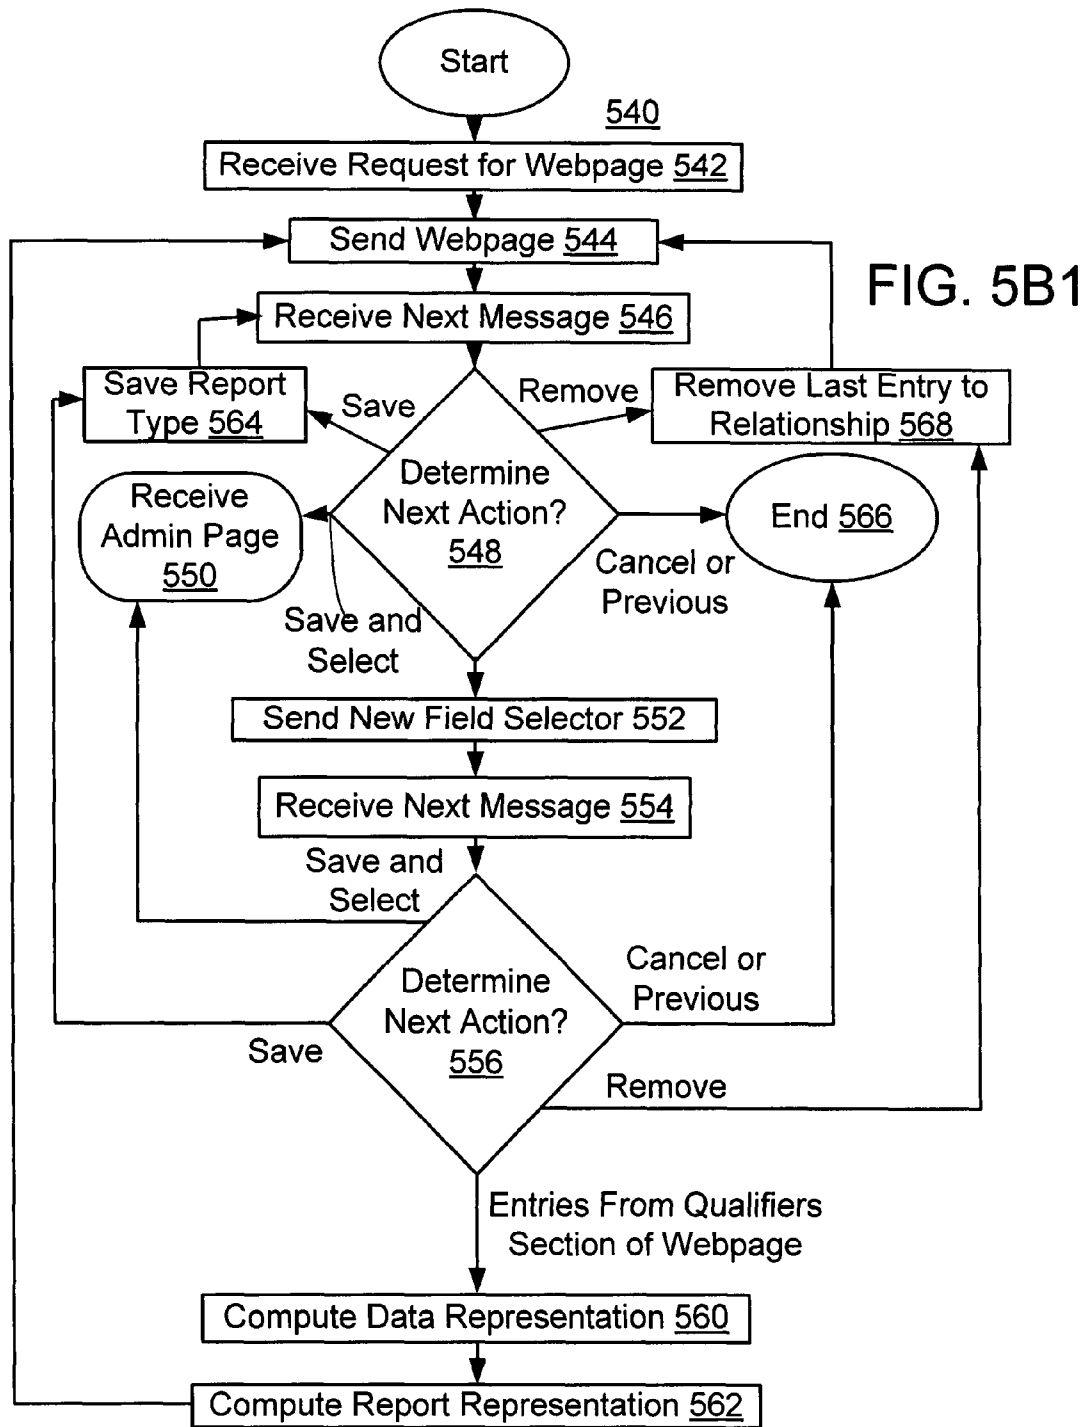 Start
540
Receive Request for Webpage 542
Send Webpage 544
FIG. 5B1
Receive Next Message 546
Save Report
Type 564
Save
Remove
Remove Last Entry to
Relationship 568
Receive
Admin Page
550
Determine
Next Action?
548
End 566
Cancel or
Previous
Save and
Select
Send New Field Selector 552
Receive Next Message 554
Save and
Select
Determine
Next Action?
556
Cancel or
Previous
Save
Remove
Entries From Qualifiers
Section of Webpage
Compute Data Representation 560
Compute Report Representation 562